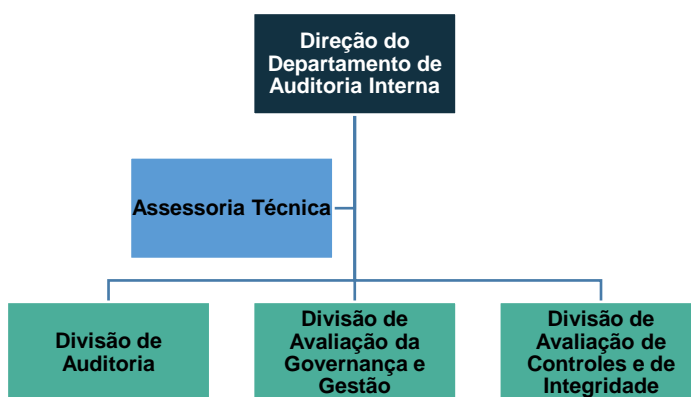 Direção do
Departamento de
Auditoria Interna
Assessoria Técnica
Divisão de
Auditoria
Divisão de
Avaliação da
Governança e
Gestão
Divisão de
Avaliação de
Controles e de
Integridade